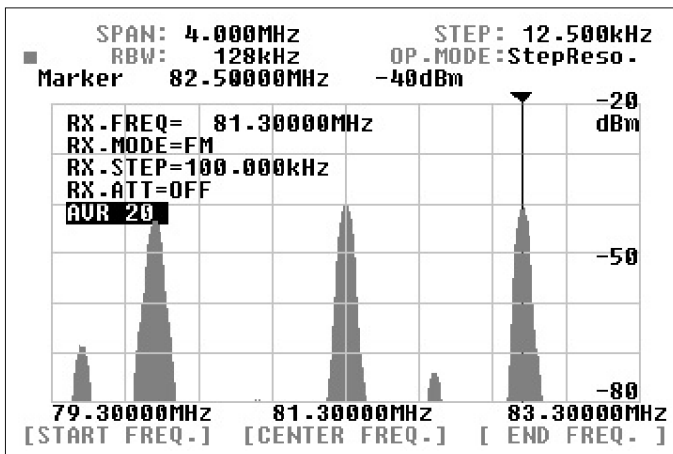 SPAN: 4.000MHz STEP: 12.500kHz
RBW: 128kHz OP-MODE:StepReso.
Marker 82.50000MHz -40dBm
-20
RX-FREQ= 81.30000MHz dBm
RX-MODE=FM
RX-STEP=100.000kHz
RX-ATT=OFF
AVR 20
-50
-80
79.30000MHz 81.30000MHz 83.30000MHz
[START FREQ.] [CENTER FREQ.] [ END FREQ. ]